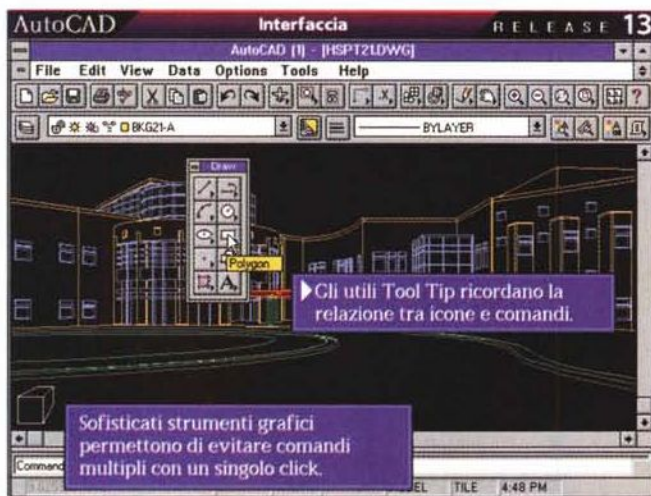 AutoCAD Interfaccia RELEASE 13
AutoCAD [1] - [HSPT21.DWG]
File Edit View Data Options Tools Help
BKG21-A BYLAYER
Draw
Polygon
A
Gli utili Tool Tip ricordano la
relazione tra icone e comandi.
Sofisticati strumenti grafici
permettono di evitare comandi
multipli con un singolo click.
Command
TILE 4:48 PM